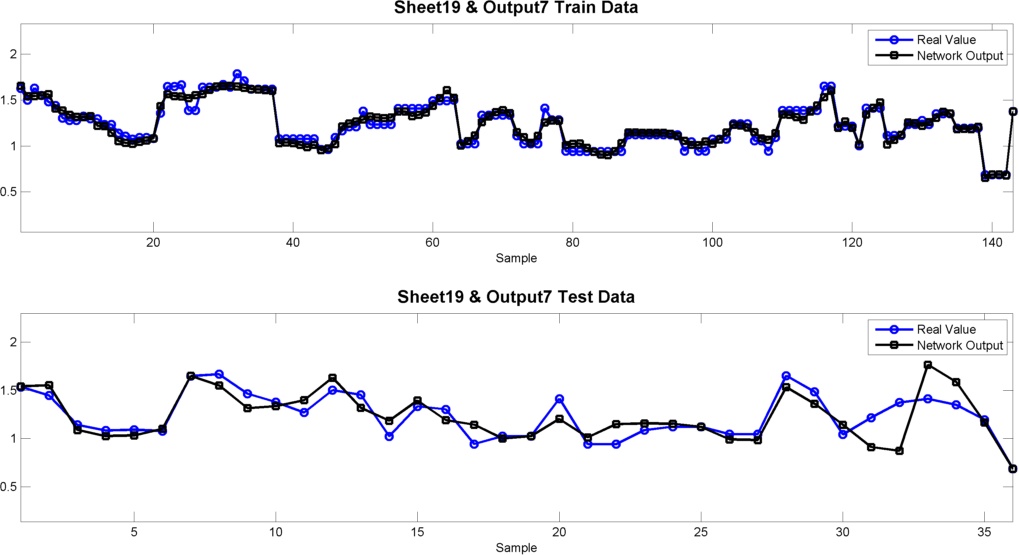 Sheet19 & Output7 Train Data
Real Value
Network Output
2
1.5
1
0.5
20 40 60 80 100 120 140
Sample
Sheet19 & Output7 Test Data
Real Value
Network Output
2
1.5
1
0.5
5 10 15 20 25 30 35
Sample